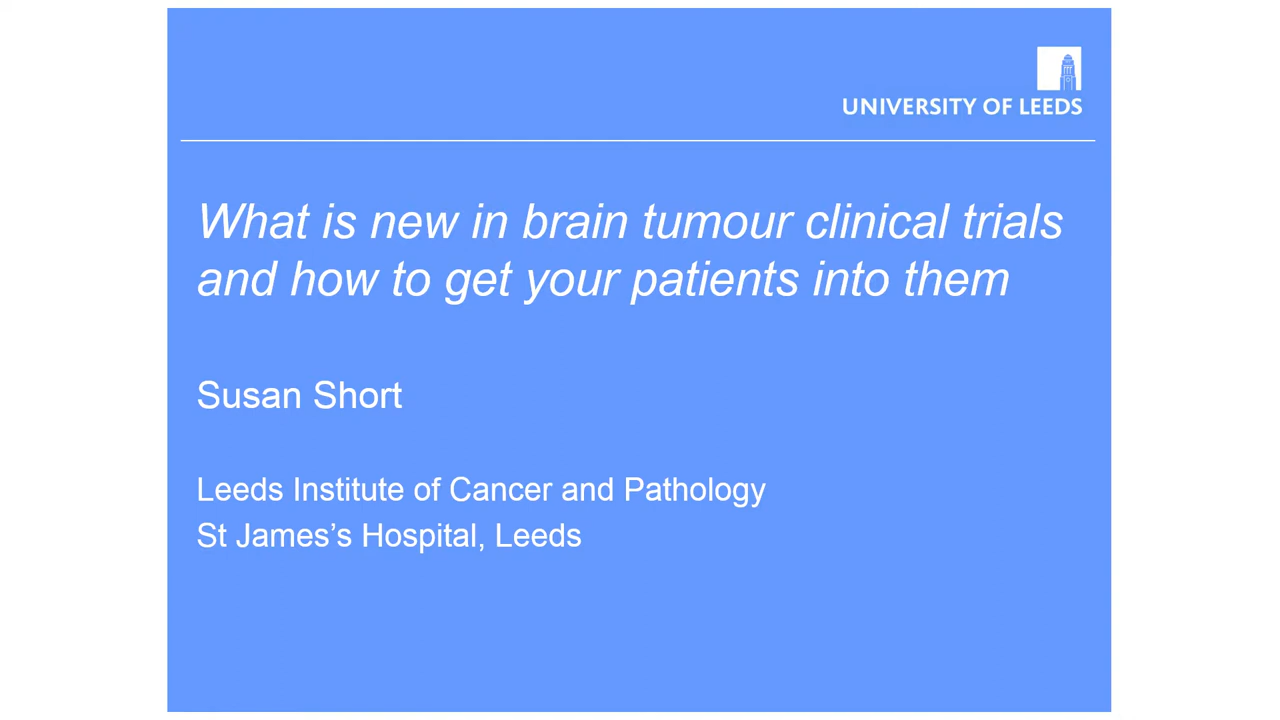 UNIVERSITY OF LEEDS
What is new in brain tumour clinical trials
and how to get your patients into them
Susan Short
Leeds Institute of Cancer and Pathology
St James’s Hospital, Leeds